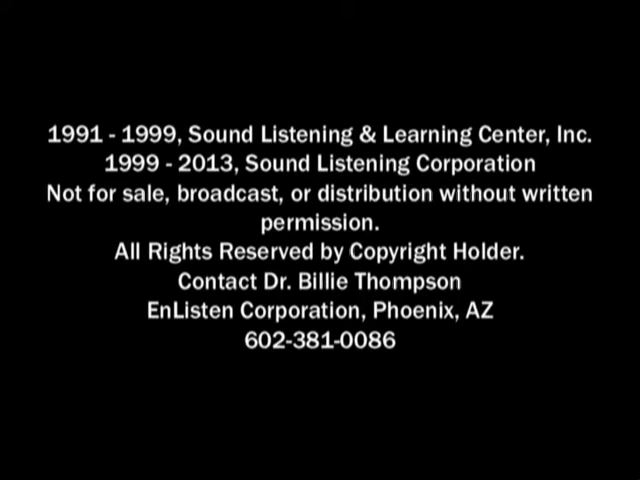 1991 - 1999, Sound Listening & Learning Center, Inc.
1999 - 2013, Sound Listening Corporation
Not for sale, broadcast, or distribution without written
permission.
All Rights Reserved by Copyright Holder.
Contact Dr. Billie Thompson
EnListen Corporation, Phoenix, AZ
602-381-0086